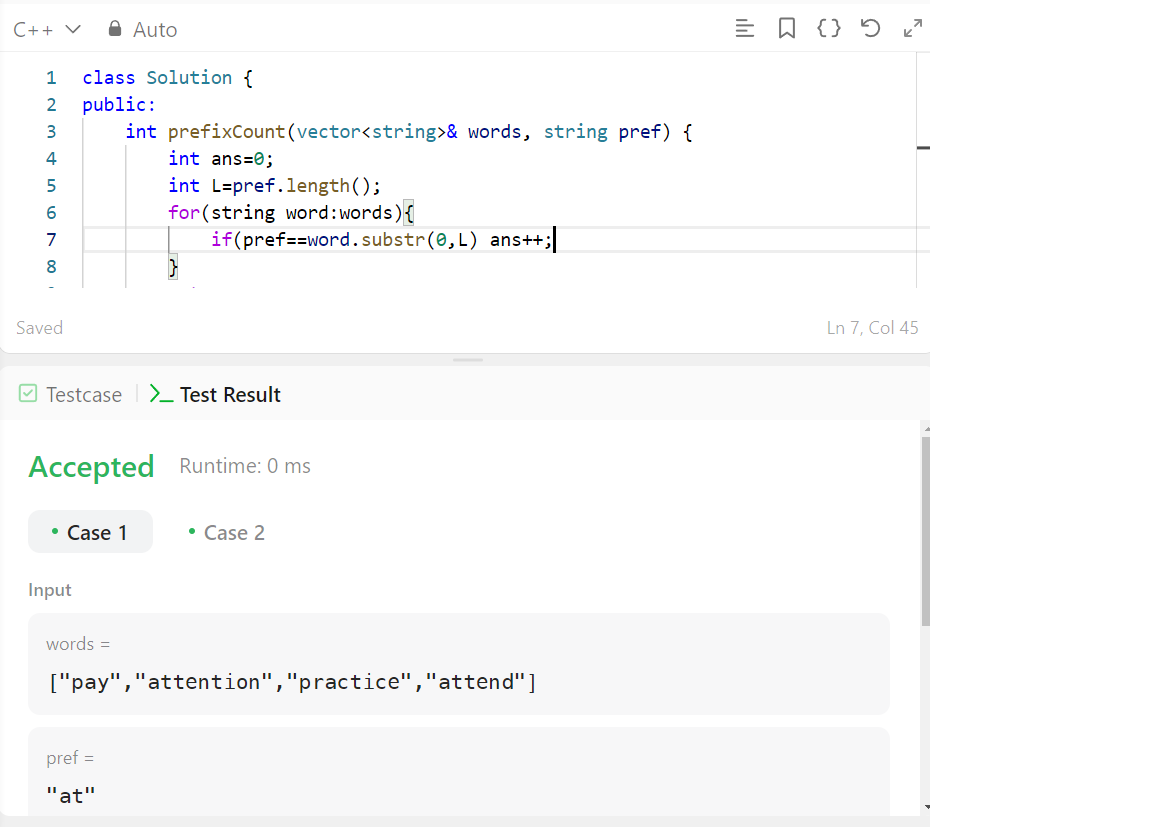 C++ Auto
1 class Solution {
2 public:
3 int prefixCount(vector<string>& words, string pref) {
4 int ans=0;
5 int L=pref.length();
6 for(string word:words){
7 if(pref==word.substr(0,L) ans++;
8 }
Saved Ln 7, Col 45
Testcase Test Result
Accepted Runtime: 0 ms
Case 1 Case 2
Input
words =
["pay","attention","practice","attend"]
pref =
"at"